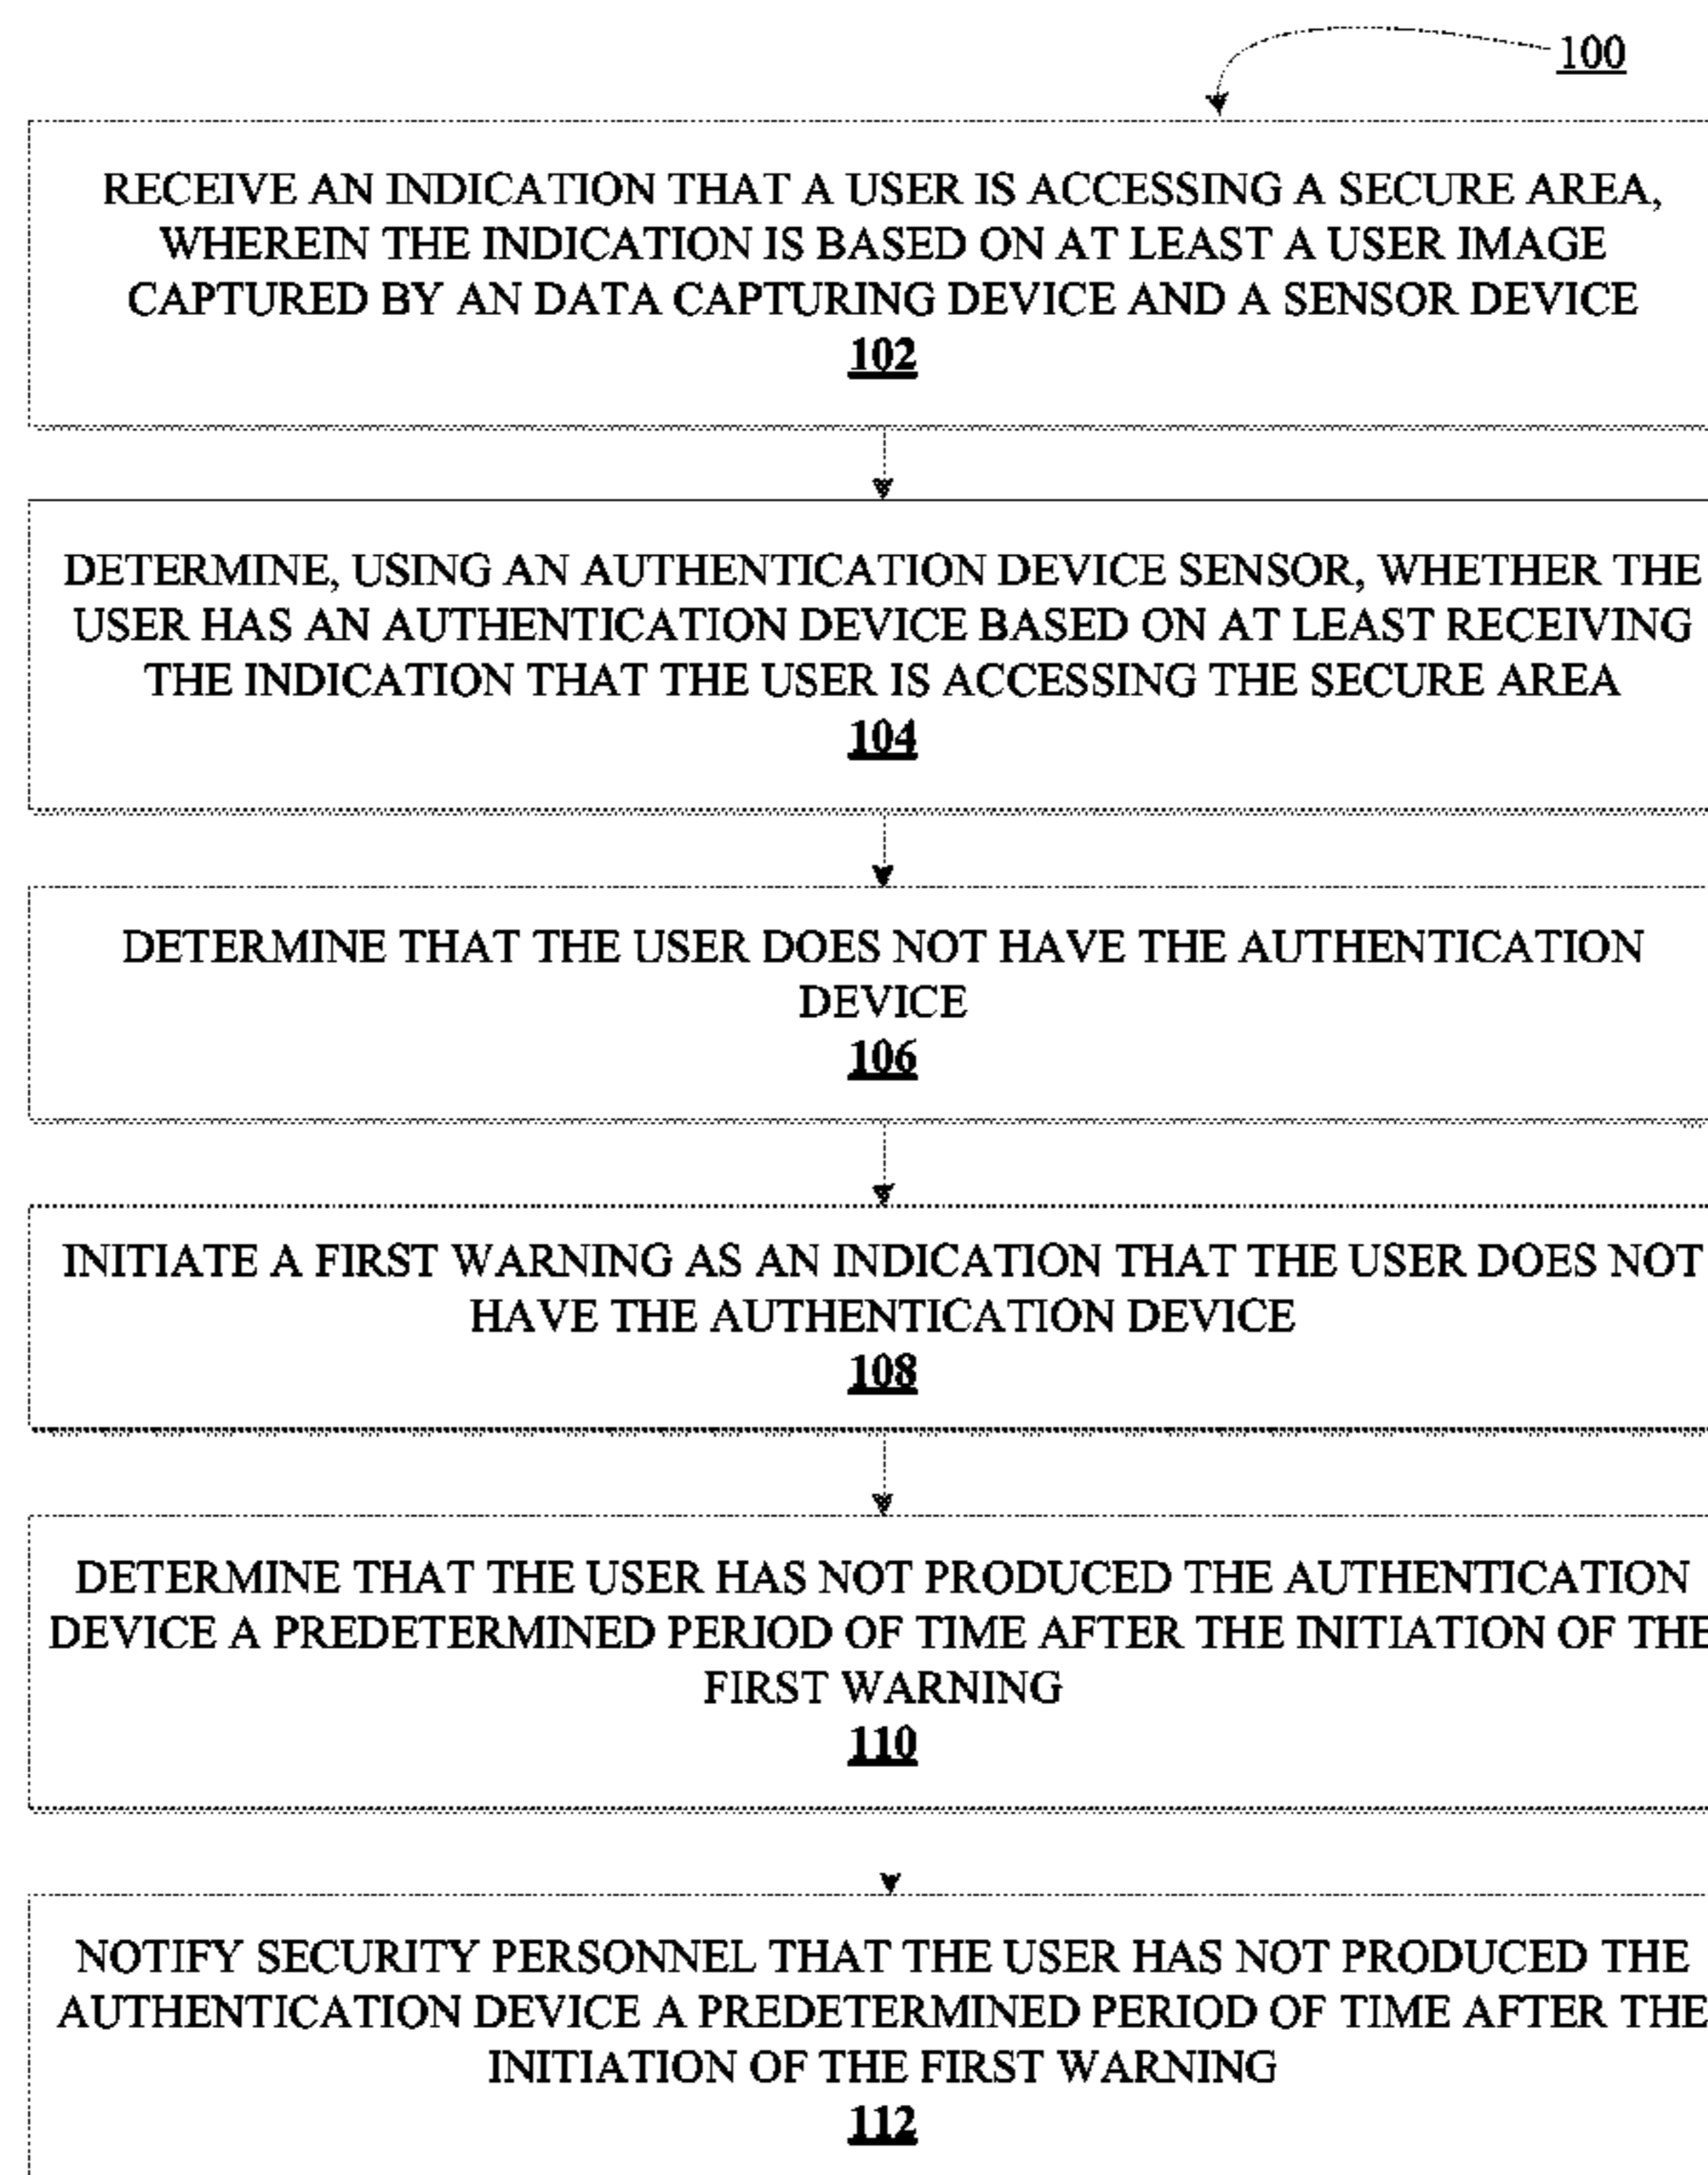 100
RECEIVE AN INDICATION THAT A USER IS ACCESSING A SECURE AREA,
WHEREIN THE INDICATION IS BASED ON AT LEAST A USER IMAGE
CAPTURED BY AN DATA CAPTURING DEVICE AND A SENSOR DEVICE
102
DETERMINE, USING AN AUTHENTICATION DEVICE SENSOR, WHETHER THE
USER HAS AN AUTHENTICATION DEVICE BASED ON AT LEAST RECEIVING
THE INDICATION THAT THE USER IS ACCESSING THE SECURE AREA
104
DETERMINE THAT THE USER DOES NOT HAVE THE AUTHENTICATION
DEVICE
106
INITIATE A FIRST WARNING AS AN INDICATION THAT THE USER DOES NOT
HAVE THE AUTHENTICATION DEVICE
108
DETERMINE THAT THE USER HAS NOT PRODUCED THE AUTHENTICATION
DEVICE A PREDETERMINED PERIOD OF TIME AFTER THE INITIATION OF THE
FIRST WARNING
110
NOTIFY SECURITY PERSONNEL THAT THE USER HAS NOT PRODUCED THE
AUTHENTICATION DEVICE A PREDETERMINED PERIOD OF TIME AFTER THE
INITIATION OF THE FIRST WARNING
112